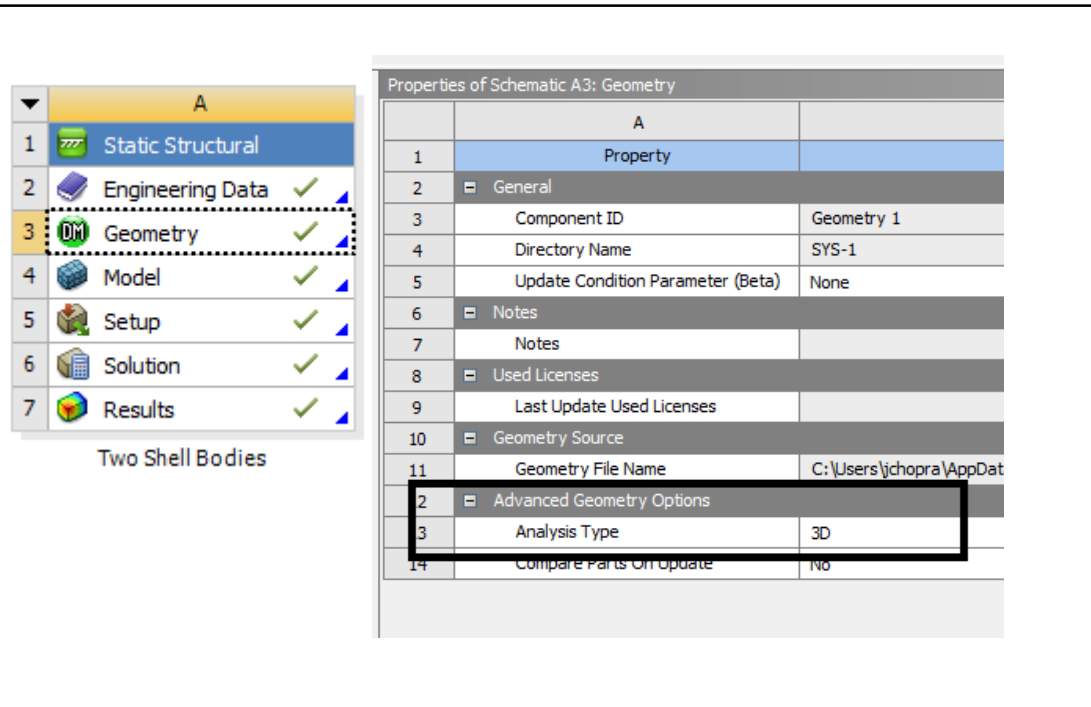 A
1 Static Structural
2 Engineering Data
3 DM Geometry
4 Model
5 Setup
6 Solution
7 Results
Two Shell Bodies
Properties of Schematic A3: Geometry
A
1 Property
2 General
3 Component ID Geometry 1
4 Directory Name SYS-1
5 Update Condition Parameter (Beta) None
6 Notes
7 Notes
8 Used Licenses
9 Last Update Used Licenses
10 Geometry Source
11 Geometry File Name C:\Users\jchopra\AppDat
12 Advanced Geometry Options
13 Analysis Type 3D
14 Compare Parts On Update No